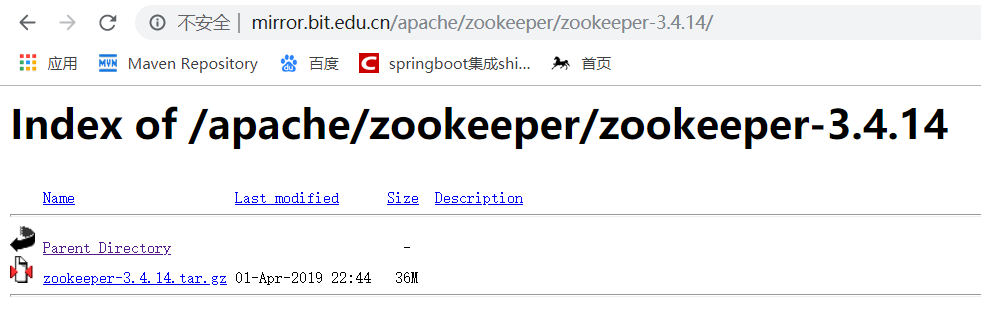 不安全 | mirror.bit.edu.cn/apache/zookeeper/zookeeper-3.4.14/
应用 Maven Repository 百度 springboot集成shi... 首页
Index of /apache/zookeeper/zookeeper-3.4.14
Name Last modified Size Description
Parent Directory -
zookeeper-3.4.14.tar.gz 01-Apr-2019 22:44 36M